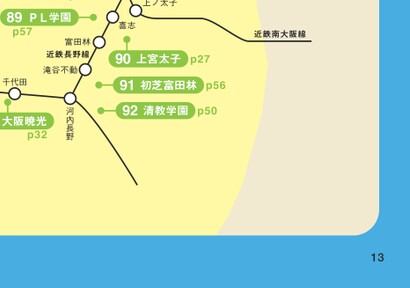 上ノ太子
89 PL学園
p57
喜志
近鉄南大阪線
富田林
近鉄長野線
90 上宮太子 p27
滝谷不動
千代田
91 初芝富田林 p56
92 清教学園 p50
河内長野
大阪暁光
p32
13